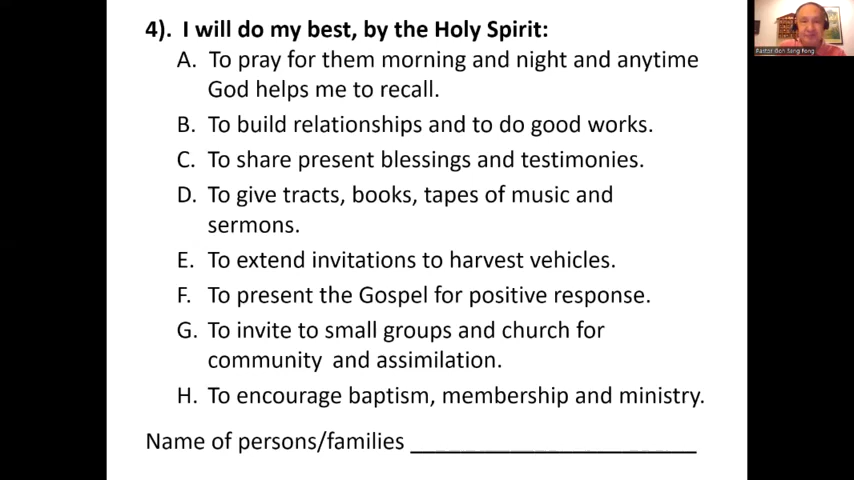 4). I will do my best, by the Holy Spirit:
A. To pray for them morning and night and anytime
God helps me to recall.
B. To build relationships and to do good works.
C. To share present blessings and testimonies.
D. To give tracts, books, tapes of music and
sermons.
E. To extend invitations to harvest vehicles.
F. To present the Gospel for positive response.
G. To invite to small groups and church for
community and assimilation.
H. To encourage baptism, membership and ministry.
Name of persons/families ______________________
Pastor Sang Fong